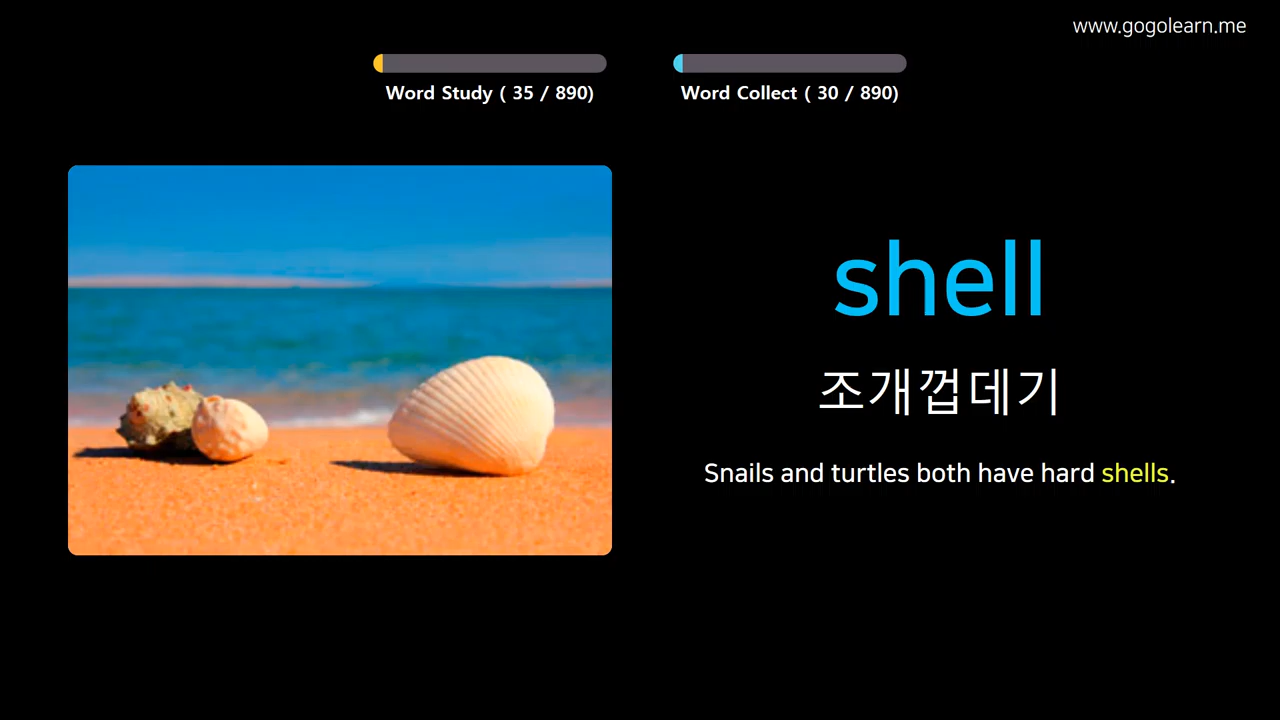 www.gogolearn.me
Word Study ( 35 / 890)
Word Collect ( 30 / 890)
shell
조개껍데기
Snails and turtles both have hard shells.